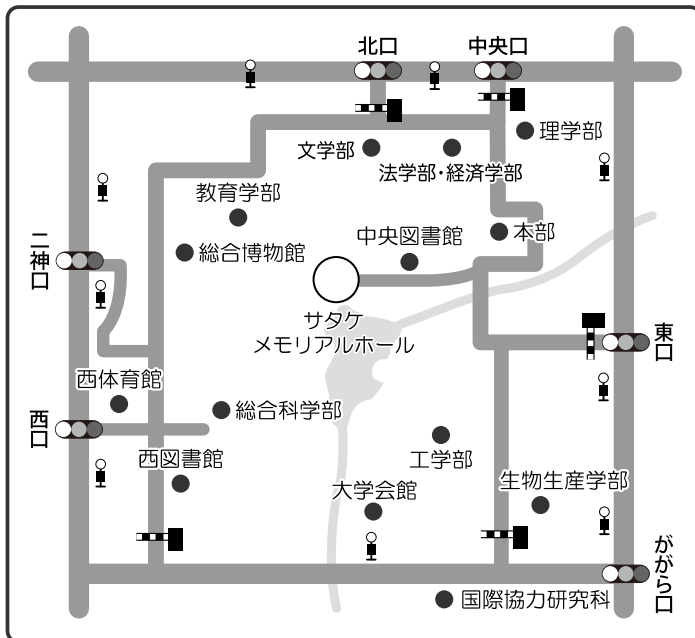 北口
中央口
理学部
文学部
法学部・経済学部
教育学部
本部
中央図書館
総合博物館
二神口
サタケ
メモリアルホール
東口
西体育館
総合科学部
西口
工学部
西図書館
生物生産学部
大学会館
ががら口
国際協力研究科